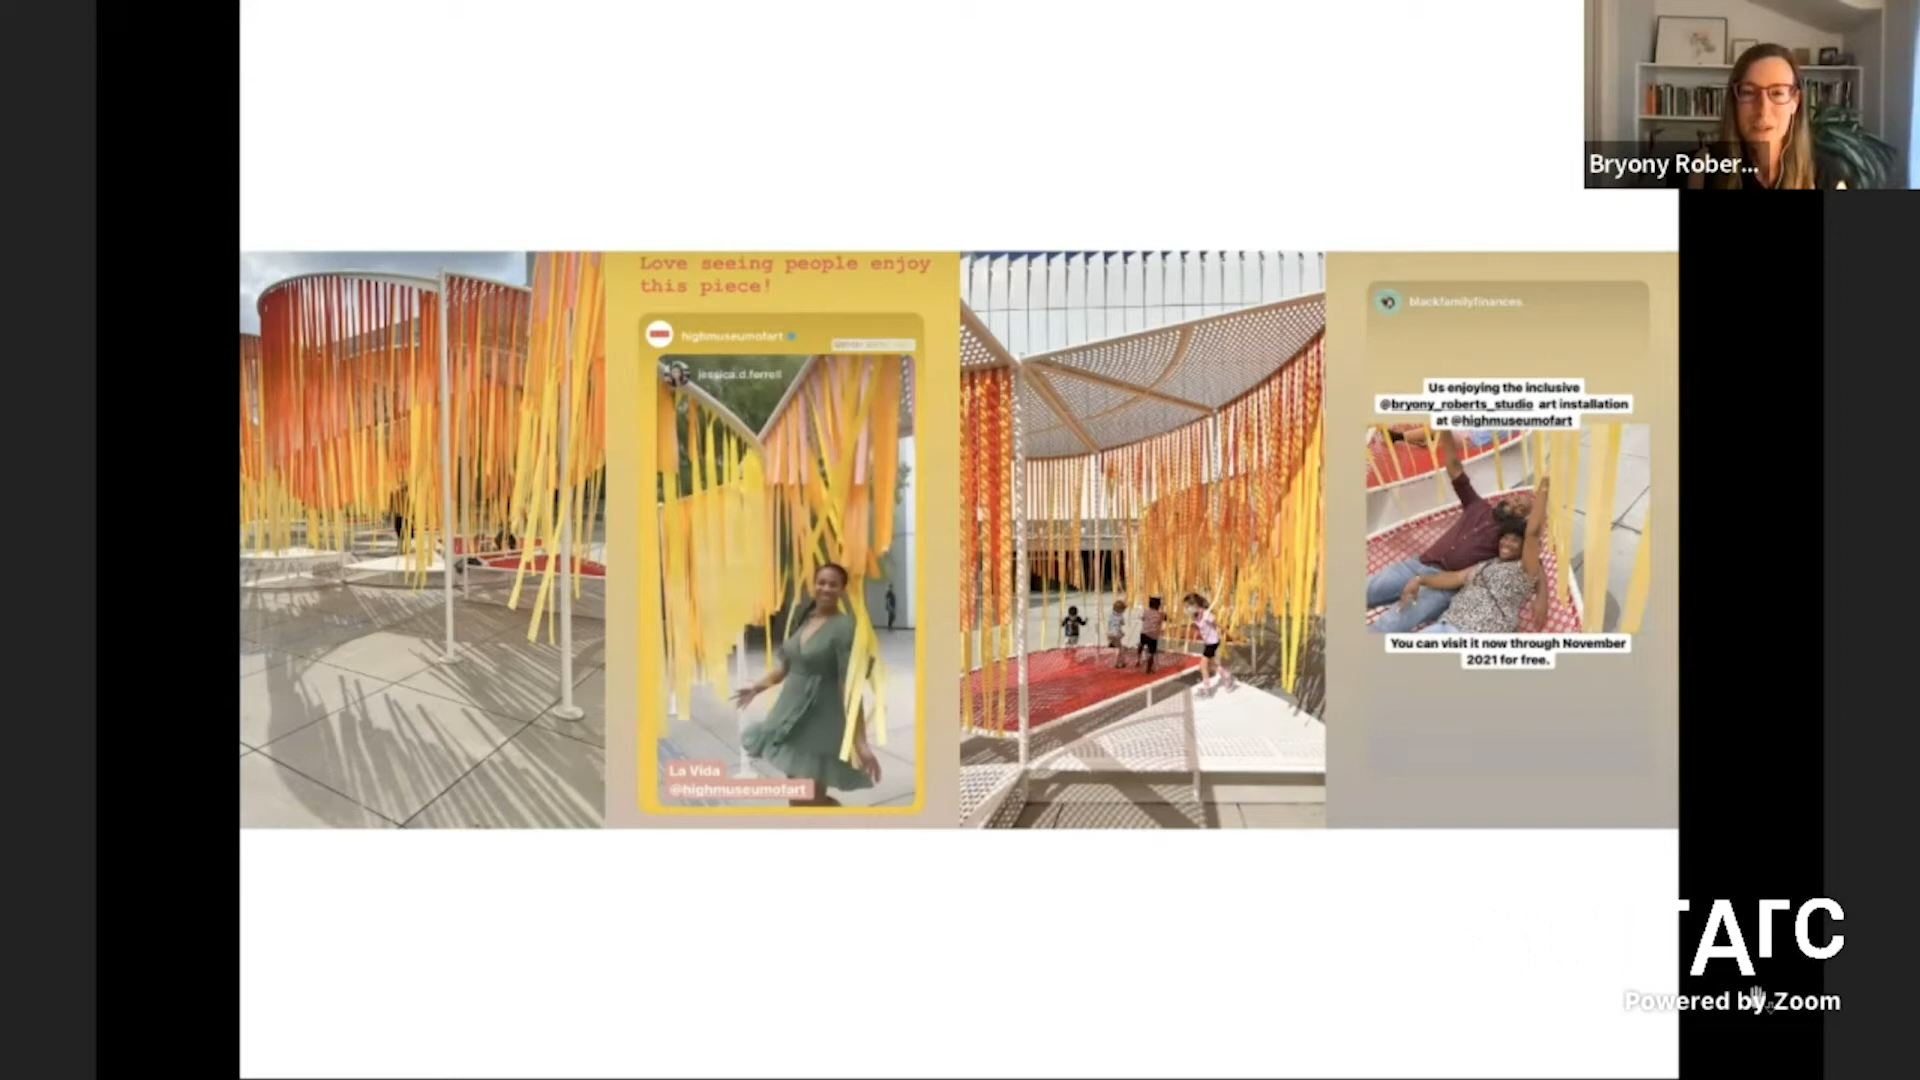 Bryony Rober...
Love seeing people enjoy
this piece!
highmuseumofart
jessica.d.ferrell
La Vida
@highmuseumofart
blackfamilyfinances
Us enjoying the inclusive
@bryony_roberts_studio art installation
at @highmuseumofart
You can visit it now through November
2021 for free.
Powered by Zoom